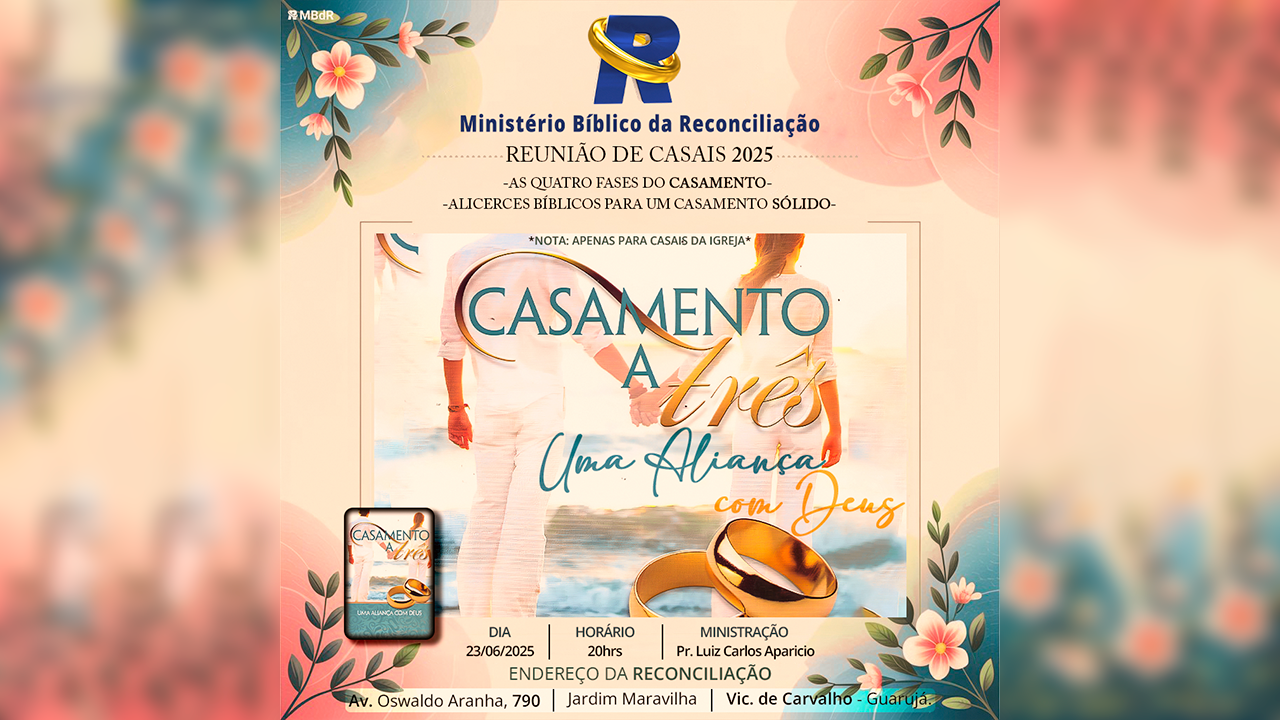 MBdR
R
Ministério Bíblico da Reconciliação
REUNIÃO DE CASAIS 2025
-AS QUATRO FASES DO CASAMENTO-
-ALICERCES BÍBLICOS PARA UM CASAMENTO SÓLIDO-
*NOTA: APENAS PARA CASAIS DA IGREJA*
CASAMENTO
A três
Uma Aliança
com Deus
CASAMENTO
A três
UMA ALIANÇA COM DEUS
DIA | HORÁRIO | MINISTRAÇÃO
23/06/2025 | 20hrs | Pr. Luiz Carlos Aparicio
ENDEREÇO DA RECONCILIAÇÃO
Av. Oswaldo Aranha, 790 | Jardim Maravilha | Vic. de Carvalho - Guarujá.